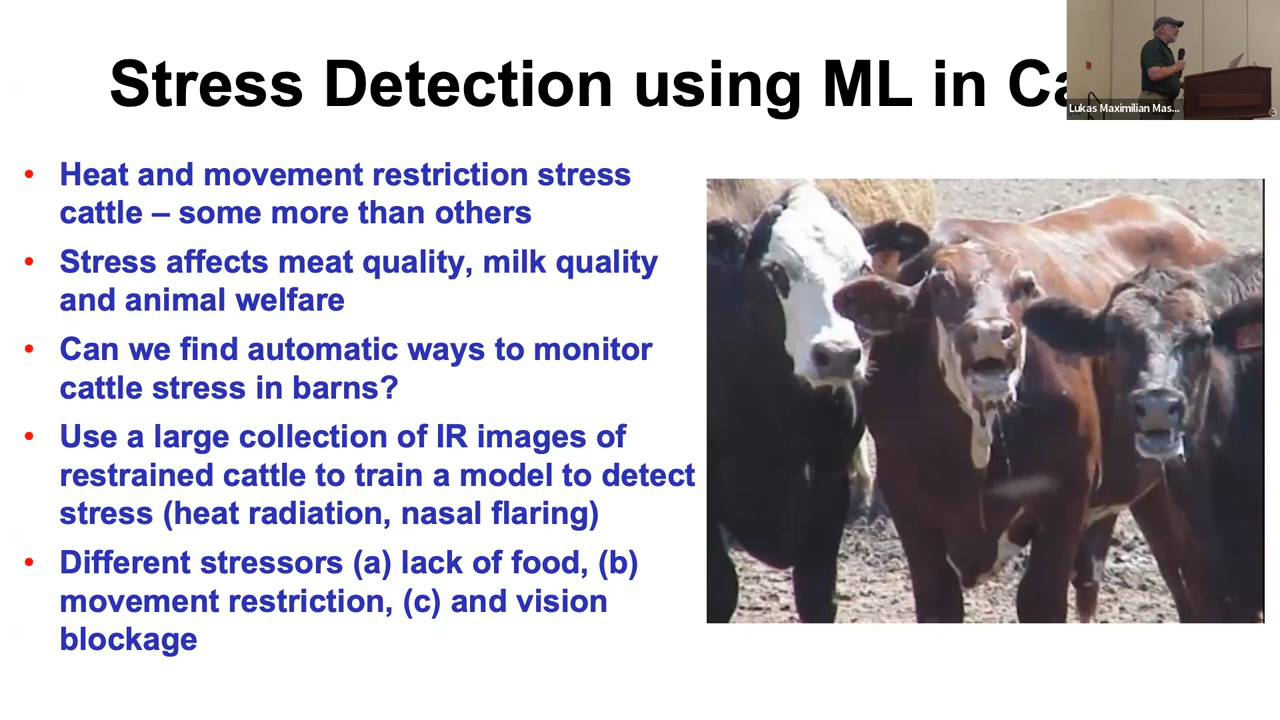 Stress Detection using ML in Ca
Lukas Maximilian Mas...
• Heat and movement restriction stress
cattle – some more than others
• Stress affects meat quality, milk quality
and animal welfare
• Can we find automatic ways to monitor
cattle stress in barns?
• Use a large collection of IR images of
restrained cattle to train a model to detect
stress (heat radiation, nasal flaring)
• Different stressors (a) lack of food, (b)
movement restriction, (c) and vision
blockage